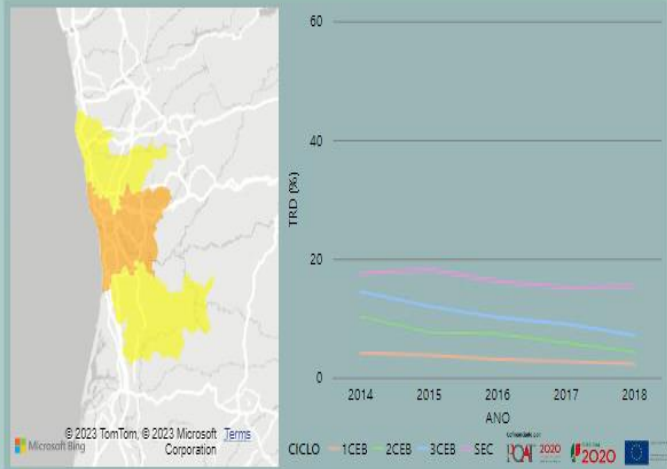 60
40
20
0
TRD (%)
2014 2015 2016 2017 2018
ANO
© 2023 TomTom, © 2023 Microsoft Corporation Terms
Microsoft Bing
CICLO 1CEB 2CEB 3CEB SEC
2020
2020